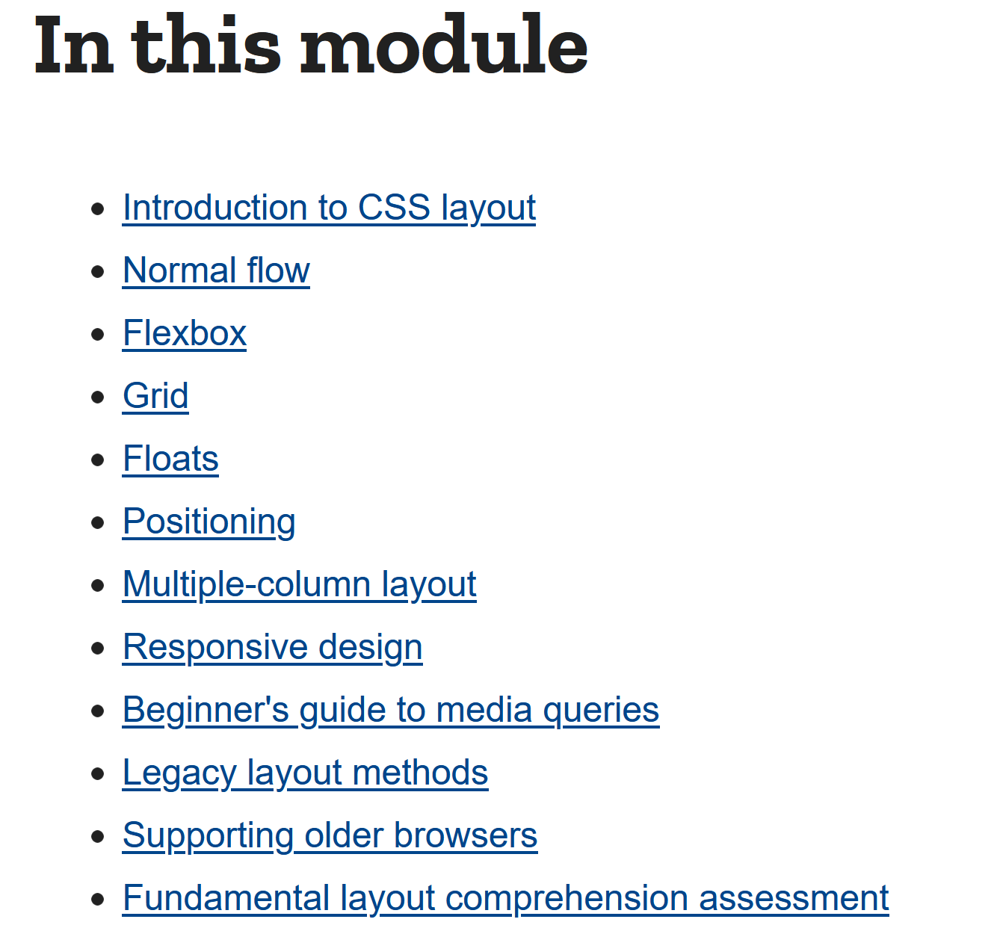 In this module
Introduction to CSS layout
Normal flow
Flexbox
Grid
Floats
Positioning
Multiple-column layout
Responsive design
Beginner's guide to media queries
Legacy layout methods
Supporting older browsers
Fundamental layout comprehension assessment